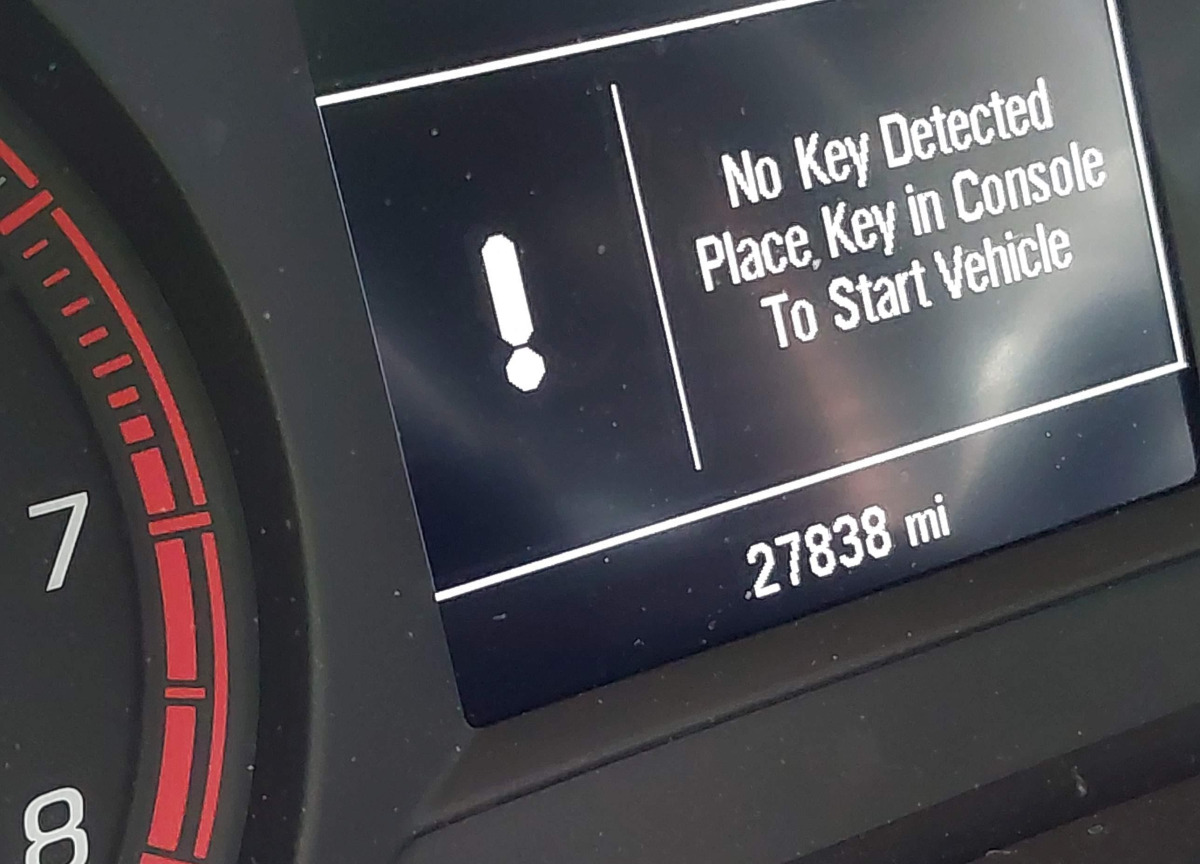 No Key Detected
Place Key in Console
To Start Vehicle
27838 mi
7
8